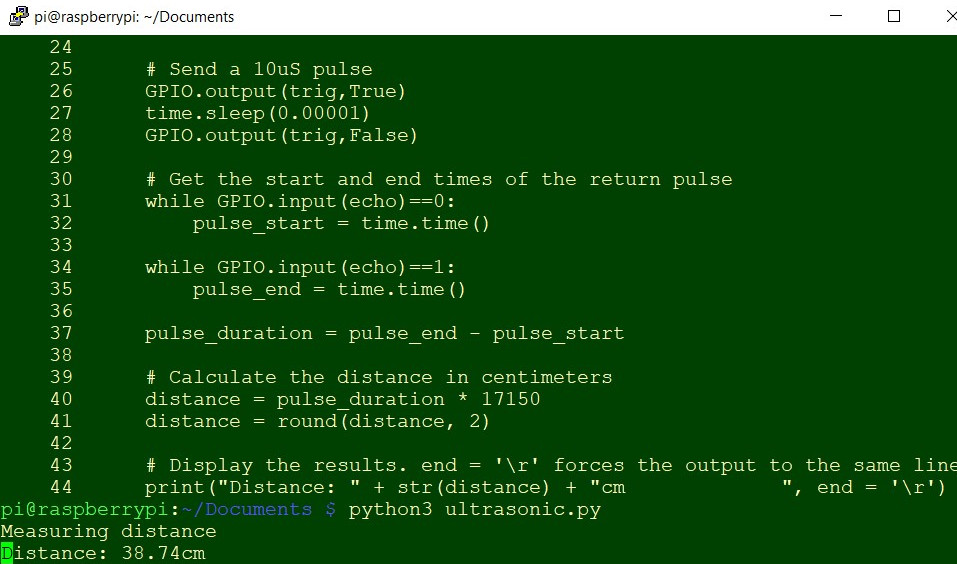 pi@raspberrypi: ~/Documents
24
25      # Send a 10uS pulse
26      GPIO.output(trig,True)
27      time.sleep(0.00001)
28      GPIO.output(trig,False)
29
30      # Get the start and end times of the return pulse
31      while GPIO.input(echo)==0:
32          pulse_start = time.time()
33
34      while GPIO.input(echo)==1:
35          pulse_end = time.time()
36
37      pulse_duration = pulse_end - pulse_start
38
39      # Calculate the distance in centimeters
40      distance = pulse_duration * 17150
41      distance = round(distance, 2)
42
43      # Display the results. end = '\r' forces the output to the same line
44      print("Distance: " + str(distance) + "cm             ", end = '\r')
pi@raspberrypi:~/Documents $ python3 ultrasonic.py
Measuring distance
Distance: 38.74cm